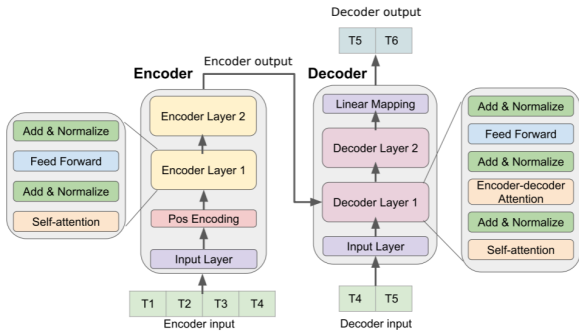 Decoder output
T5 T6
Encoder output
Encoder
Decoder
Add & Normalize
Feed Forward
Add & Normalize
Self-attention
Encoder Layer 2
Encoder Layer 1
Pos Encoding
Input Layer
T1 T2 T3 T4
Encoder input
Linear Mapping
Decoder Layer 2
Decoder Layer 1
Input Layer
T4 T5
Decoder input
Add & Normalize
Feed Forward
Add & Normalize
Encoder-decoder
Attention
Add & Normalize
Self-attention